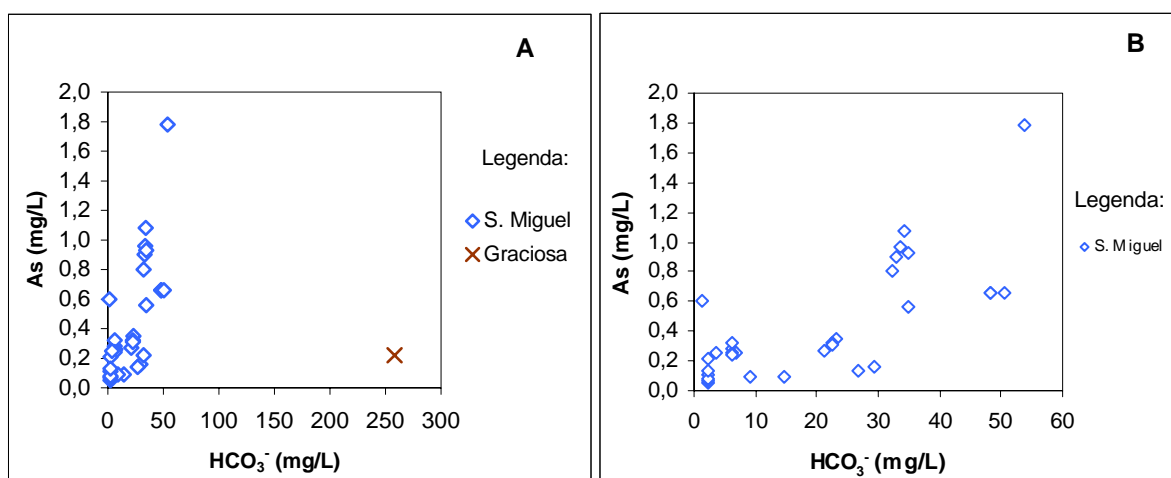 A
2,0
1,8
1,6
1,4
1,2
1,0
0,8
0,6
0,4
0,2
0,0
As (mg/L)
0 50 100 150 200 250 300
HCO₃⁻ (mg/L)
Legenda:
S. Miguel
Graciosa
B
2,0
1,8
1,6
1,4
1,2
1,0
0,8
0,6
0,4
0,2
0,0
As (mg/L)
0 10 20 30 40 50 60
HCO₃⁻ (mg/L)
Legenda:
S. Miguel